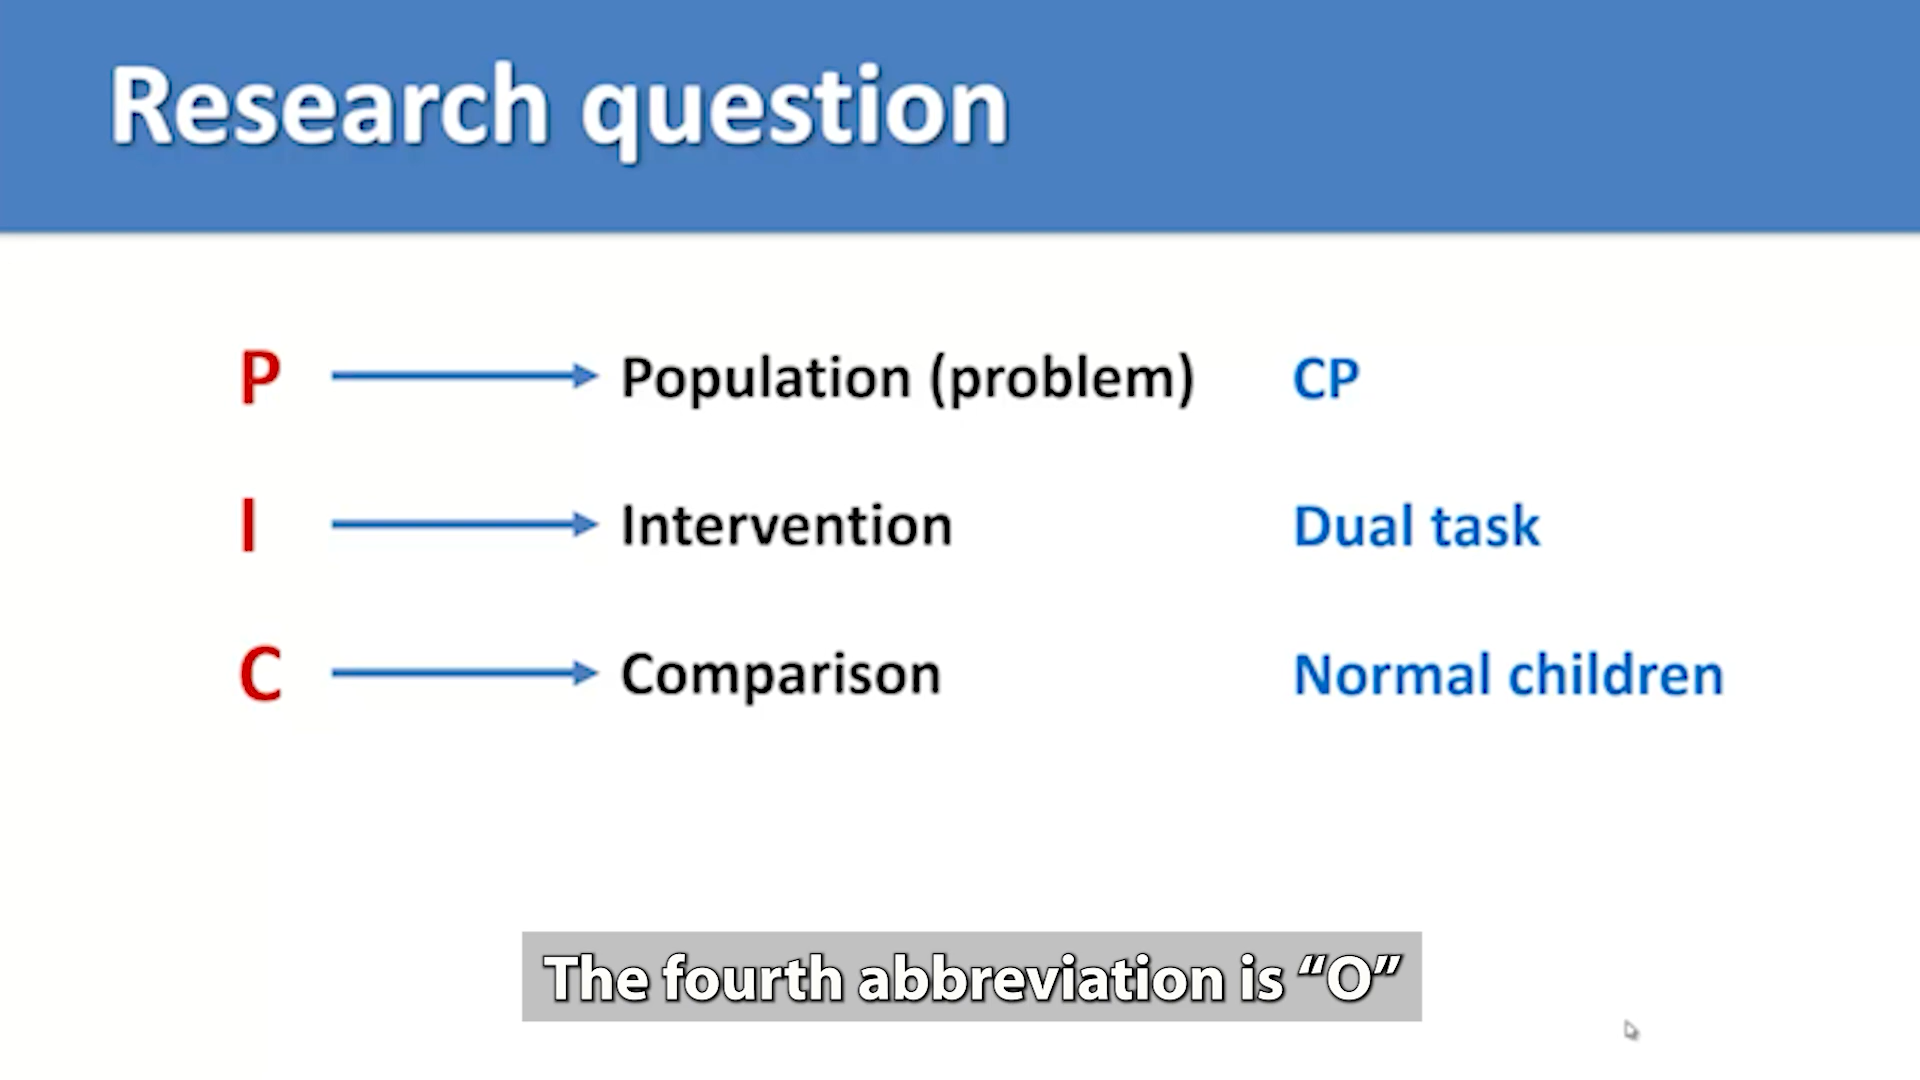 Research question
P Population (problem) CP
I Intervention Dual task
C Comparison Normal children
The fourth abbreviation is “O”